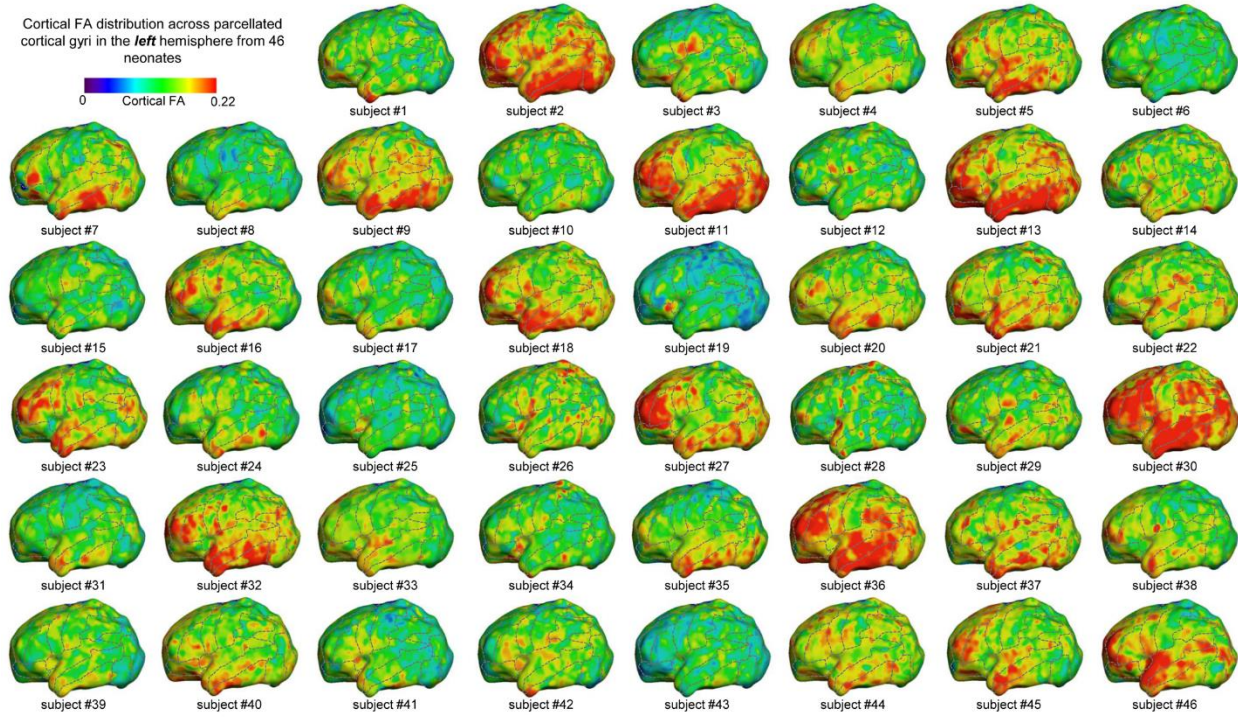 Cortical FA distribution across parcellated
cortical gyri in the left hemisphere from 46
neonates
0 Cortical FA 0.22
subject #1 subject #2 subject #3 subject #4 subject #5 subject #6
subject #7 subject #8 subject #9 subject #10 subject #11 subject #12 subject #13 subject #14
subject #15 subject #16 subject #17 subject #18 subject #19 subject #20 subject #21 subject #22
subject #23 subject #24 subject #25 subject #26 subject #27 subject #28 subject #29 subject #30
subject #31 subject #32 subject #33 subject #34 subject #35 subject #36 subject #37 subject #38
subject #39 subject #40 subject #41 subject #42 subject #43 subject #44 subject #45 subject #46